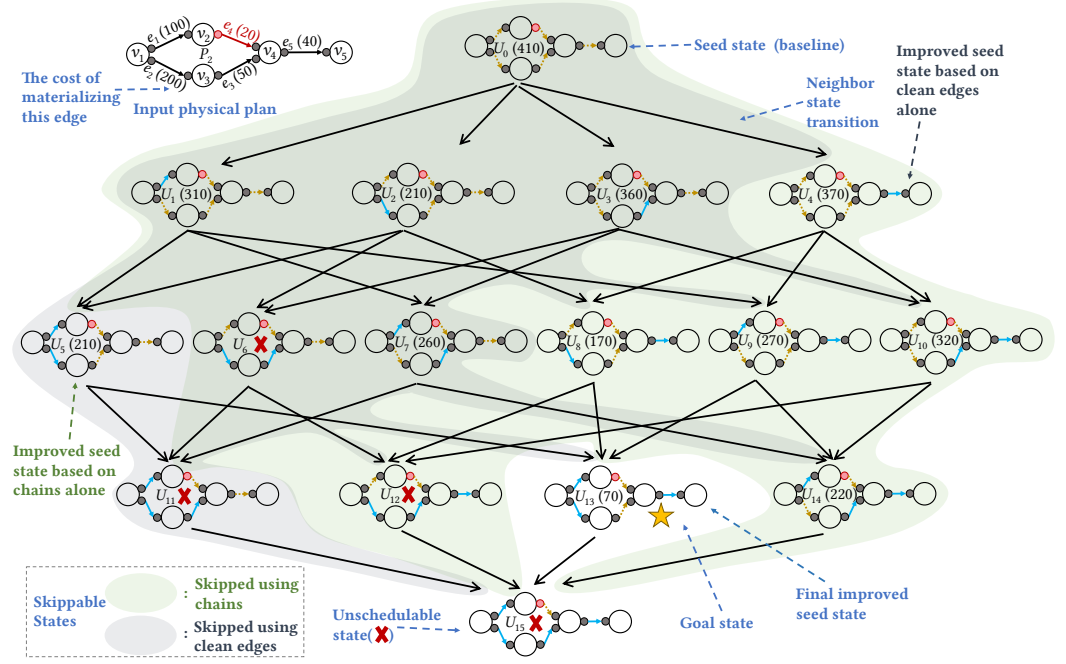 e1 (100)
e4 (20)
e5 (40)
e2 (200)
e3 (50)
v1
v2
P2
v3
v4
v5
The cost of
materializing
this edge
Input physical plan
U0 (410)
Seed state (baseline)
Neighbor
state
transition
Improved seed
state based on
clean edges
alone
U1 (310)
U2 (210)
U3 (360)
U4 (370)
U5 (210)
U6
U7 (260)
U8 (170)
U9 (270)
U10 (320)
Improved seed
state based on
chains alone
U11
U12
U13 (70)
U14 (220)
Skippable
States
: Skipped using
chains
: Skipped using
clean edges
Unschedulable
state(✘)
U15
Goal state
Final improved
seed state